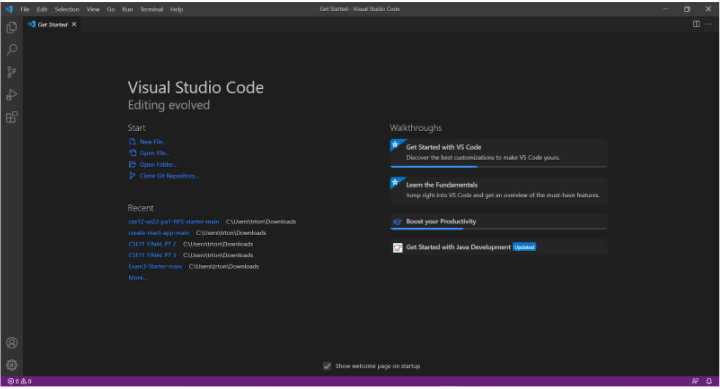 File Edit Selection View Go Run Terminal Help
Get Started - Visual Studio Code
Get Started
Visual Studio Code
Editing evolved
Start
New File...
Open File...
Open Folder...
Clone Git Repository...
Recent
cse12-wi22-pa1-RPS-starter-main C:\Users\trton\Downloads
create-react-app-main C:\Users\trton\Downloads
CSE11 FINAL PT 2 C:\Users\trton\Downloads
CSE11 FINAL PT 3 C:\Users\trton\Downloads
Exam3-Starter-main C:\Users\trton\Downloads
More...
Walkthroughs
Get Started with VS Code
Discover the best customizations to make VS Code yours.
Learn the Fundamentals
Jump right into VS Code and get an overview of the must-have features.
Boost your Productivity
Get Started with Java Development Updated
Show welcome page on startup
0 0